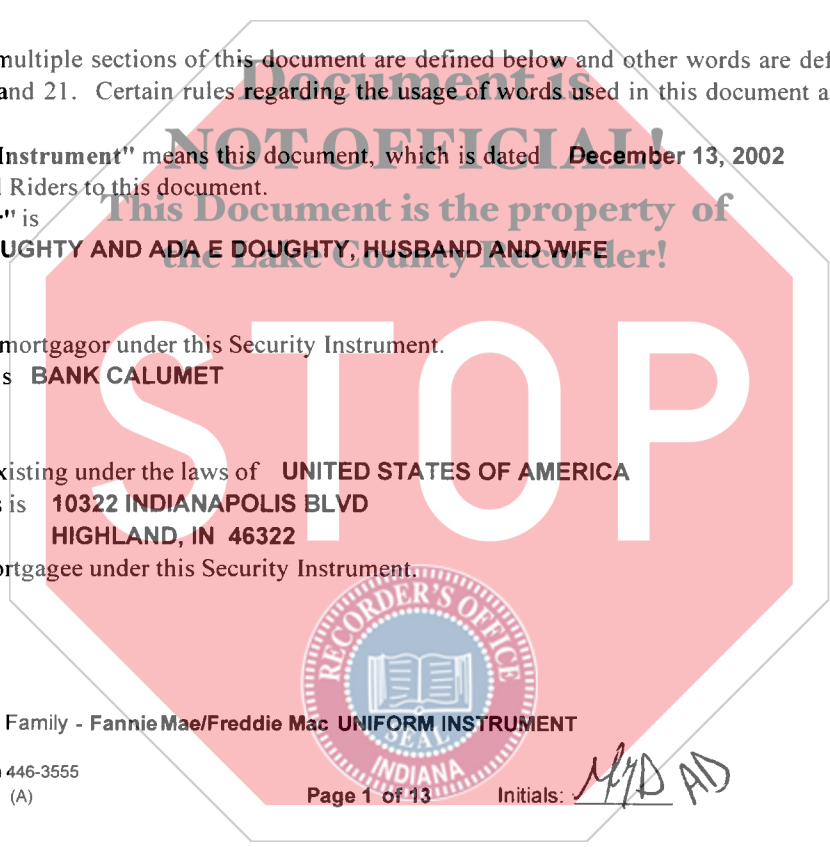 multiple sections of this document are defined below and other words are def
and 21. Certain rules regarding the usage of words used in this document a
Document is
NOT OFFICIAL!
Instrument" means this document, which is dated December 13, 2002
Riders to this document.
This Document is the property of
" is
UGHTY AND ADA E DOUGHTY, HUSBAND AND WIFE
the Lake County Recorder!
STOP
mortgagor under this Security Instrument.
s BANK CALUMET
xisting under the laws of UNITED STATES OF AMERICA
s is 10322 INDIANAPOLIS BLVD
HIGHLAND, IN 46322
ortgagee under this Security Instrument.
RECORDER'S OFFICE
SEAL
INDIANA
Family - Fannie Mae/Freddie Mac UNIFORM INSTRUMENT
446-3555
(A)
Page 1 of 13 Initials: AD